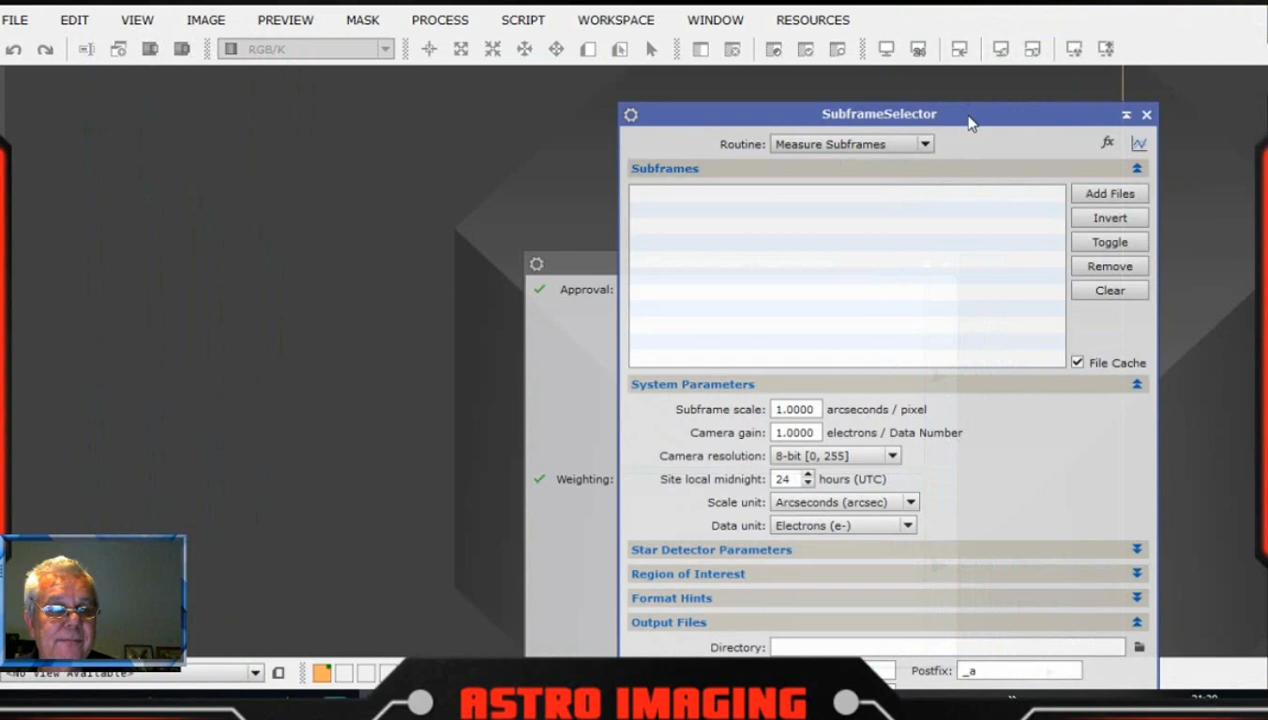 FILE EDIT VIEW IMAGE PREVIEW MASK PROCESS SCRIPT WORKSPACE WINDOW RESOURCES
RGB/K
SubframeSelector
Routine: Measure Subframes
Subframes
Add Files
Invert
Toggle
Remove
Clear
File Cache
Approval:
Weighting:
System Parameters
Subframe scale: 1.0000 arcseconds / pixel
Camera gain: 1.0000 electrons / Data Number
Camera resolution: 8-bit [0, 255]
Site local midnight: 24 hours (UTC)
Scale unit: Arcseconds (arcsec)
Data unit: Electrons (e-)
Star Detector Parameters
Region of Interest
Format Hints
Output Files
Directory:
Postfix: _a
<No View Available>
ASTRO IMAGING